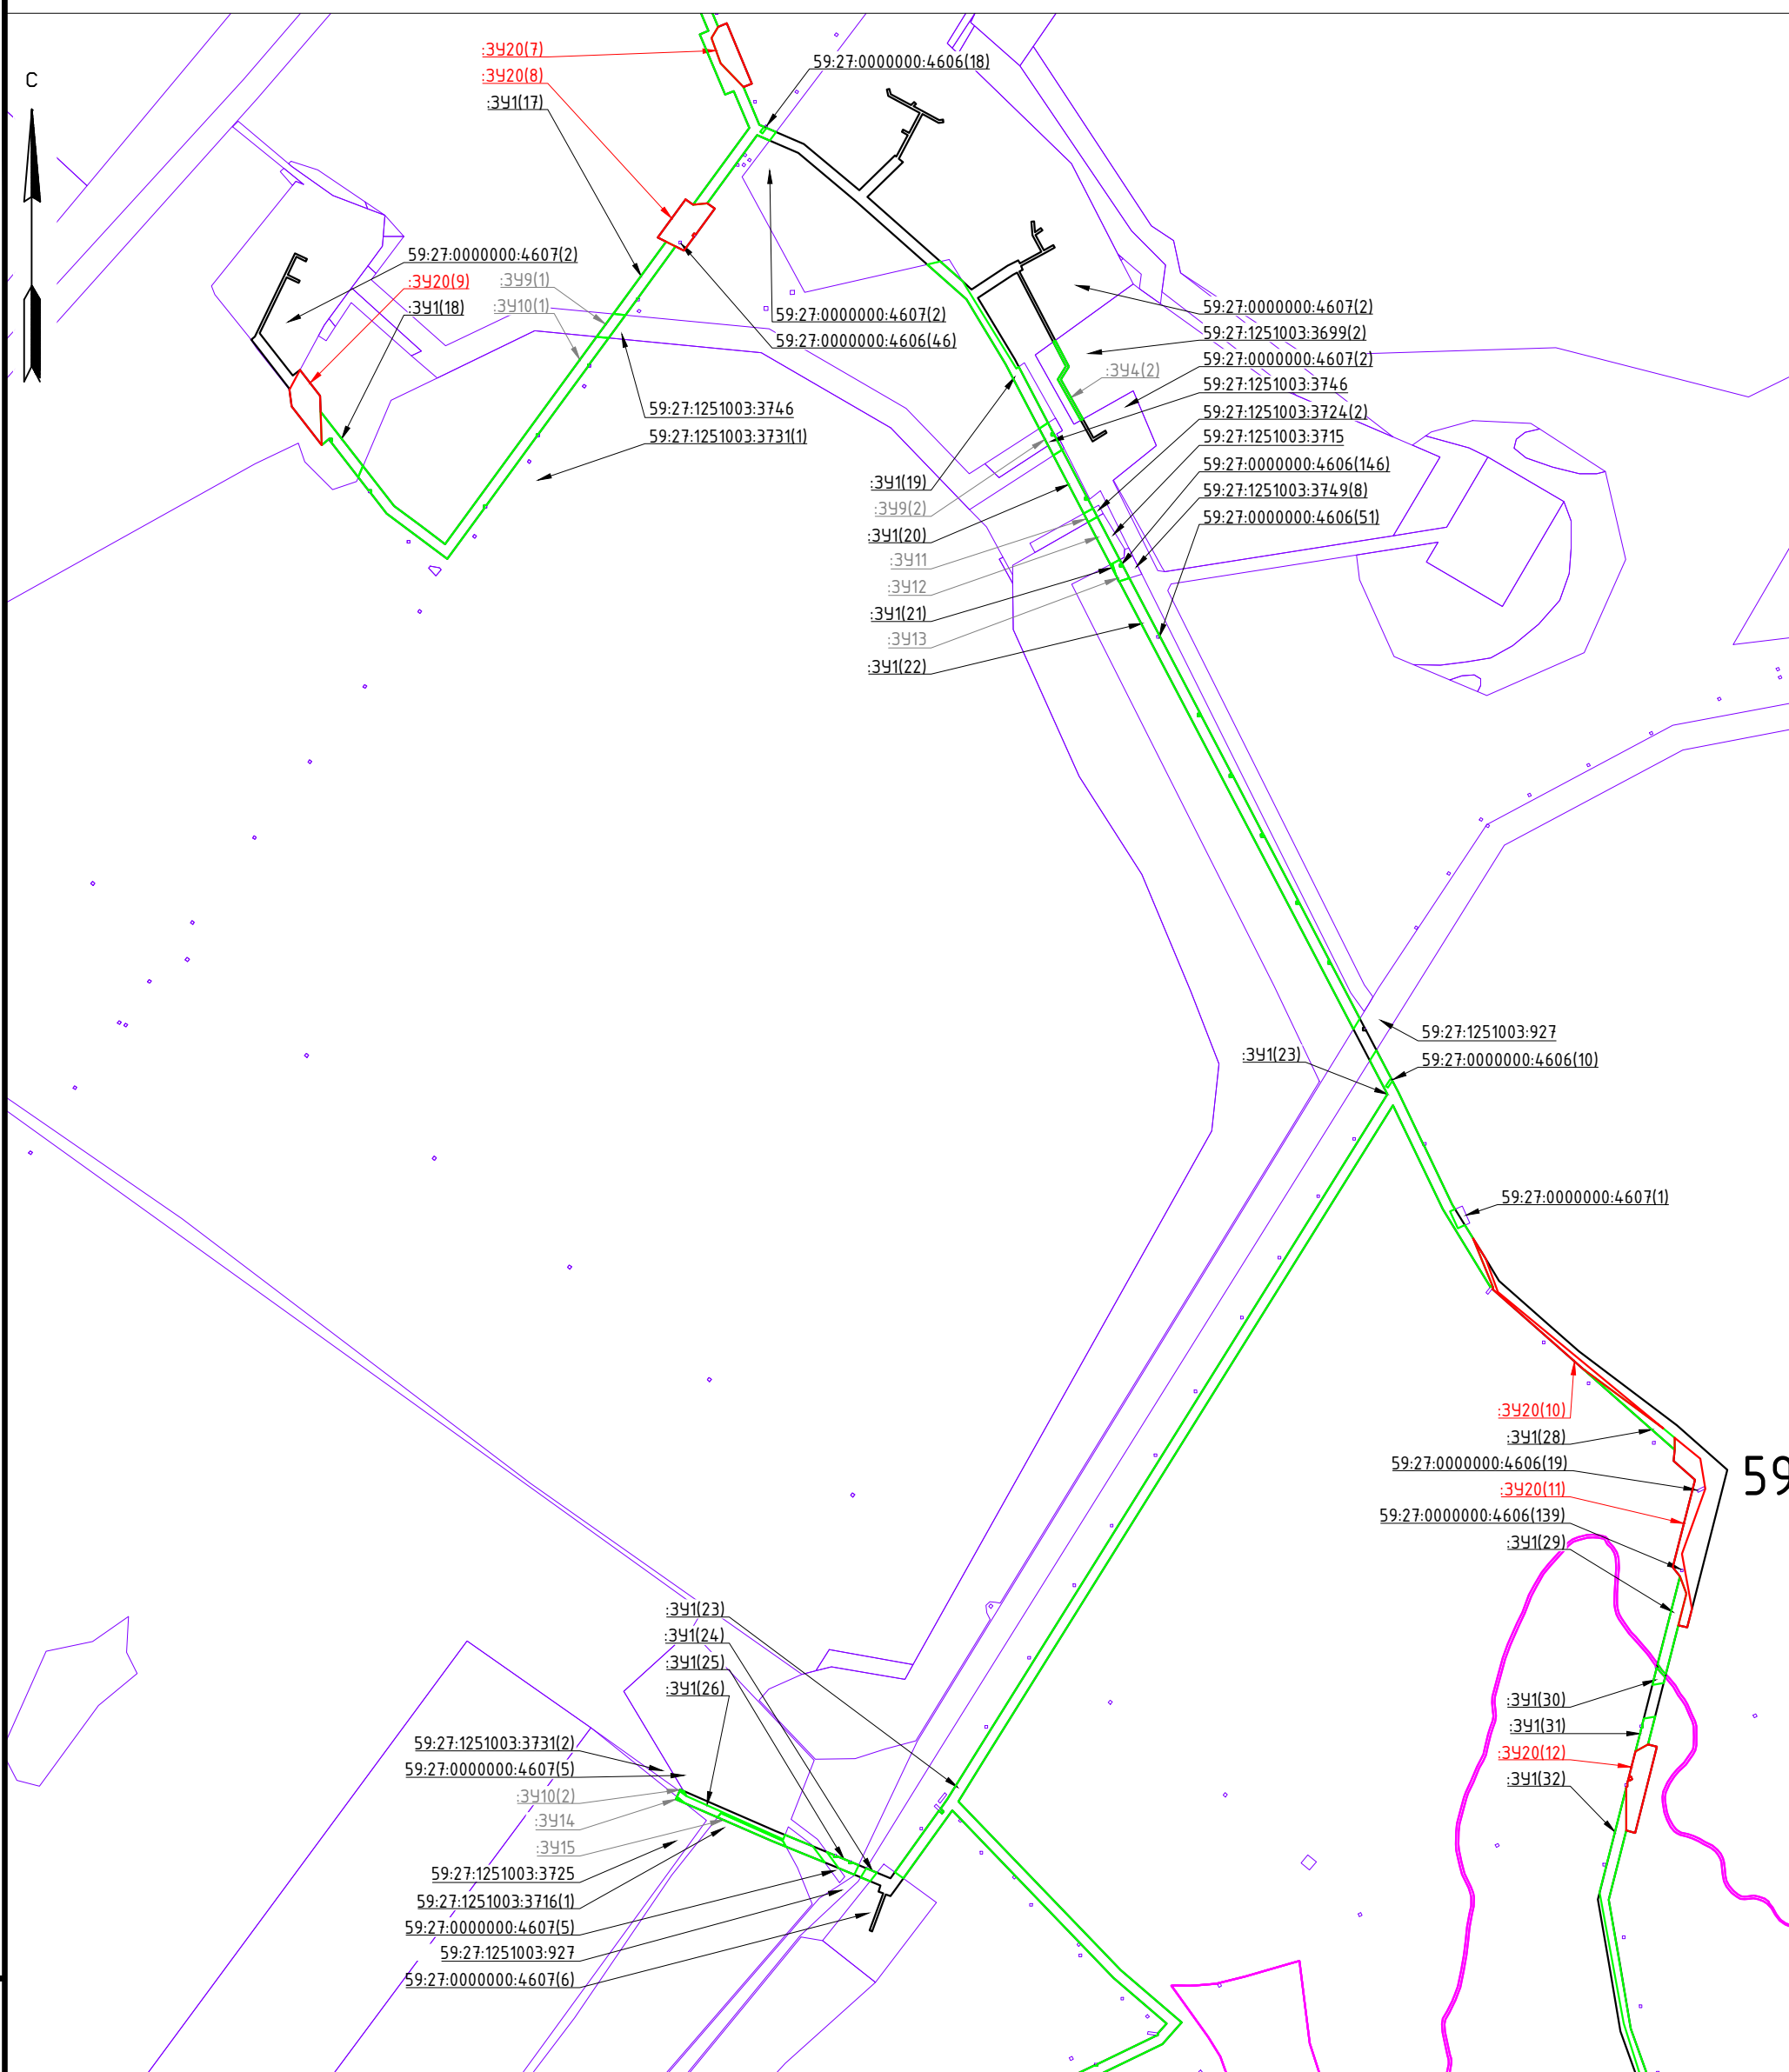 :ЗУ20(7)
59:27:0000000:4606(18)
С
:ЗУ20(8)
:ЗУ1(17)
59:27:0000000:4607(2)
:ЗУ20(9)
:ЗУ9(1)
:ЗУ1(18)
:ЗУ10(1)
59:27:0000000:4607(2)
59:27:0000000:4606(46)
59:27:0000000:4607(2)
59:27:1251003:3699(2)
59:27:0000000:4607(2)
:ЗУ4(2)
59:27:1251003:3746
59:27:1251003:3724(2)
59:27:1251003:3715
59:27:0000000:4606(146)
59:27:1251003:3749(8)
59:27:0000000:4606(51)
59:27:1251003:3746
59:27:1251003:3731(1)
:ЗУ1(19)
:ЗУ9(2)
:ЗУ1(20)
:ЗУ11
:ЗУ12
:ЗУ1(21)
:ЗУ13
:ЗУ1(22)
59:27:1251003:927
:ЗУ1(23)
59:27:0000000:4606(10)
59:27:0000000:4607(1)
:ЗУ20(10)
:ЗУ1(28)
59:27:0000000:4606(19)
59
:ЗУ20(11)
59:27:0000000:4606(139)
:ЗУ1(29)
:ЗУ1(23)
:ЗУ1(24)
:ЗУ1(25)
:ЗУ1(26)
:ЗУ1(30)
:ЗУ1(31)
:ЗУ20(12)
:ЗУ1(32)
59:27:1251003:3731(2)
59:27:0000000:4607(5)
:ЗУ10(2)
:ЗУ14
:ЗУ15
59:27:1251003:3725
59:27:1251003:3716(1)
59:27:0000000:4607(5)
59:27:1251003:927
59:27:0000000:4607(6)